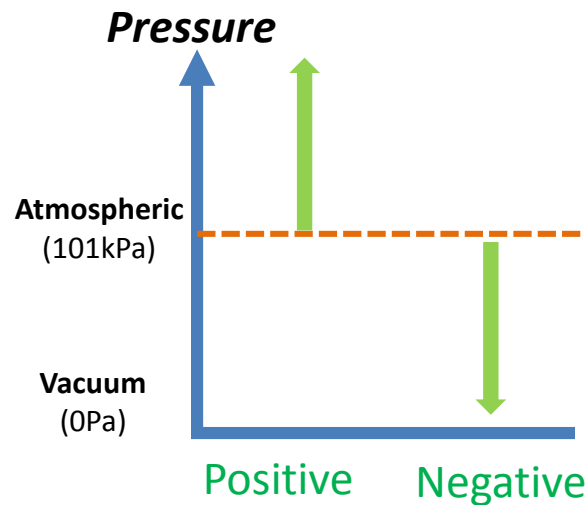 Pressure
Atmospheric
(101kPa)
Vacuum
(0Pa)
Positive
Negative